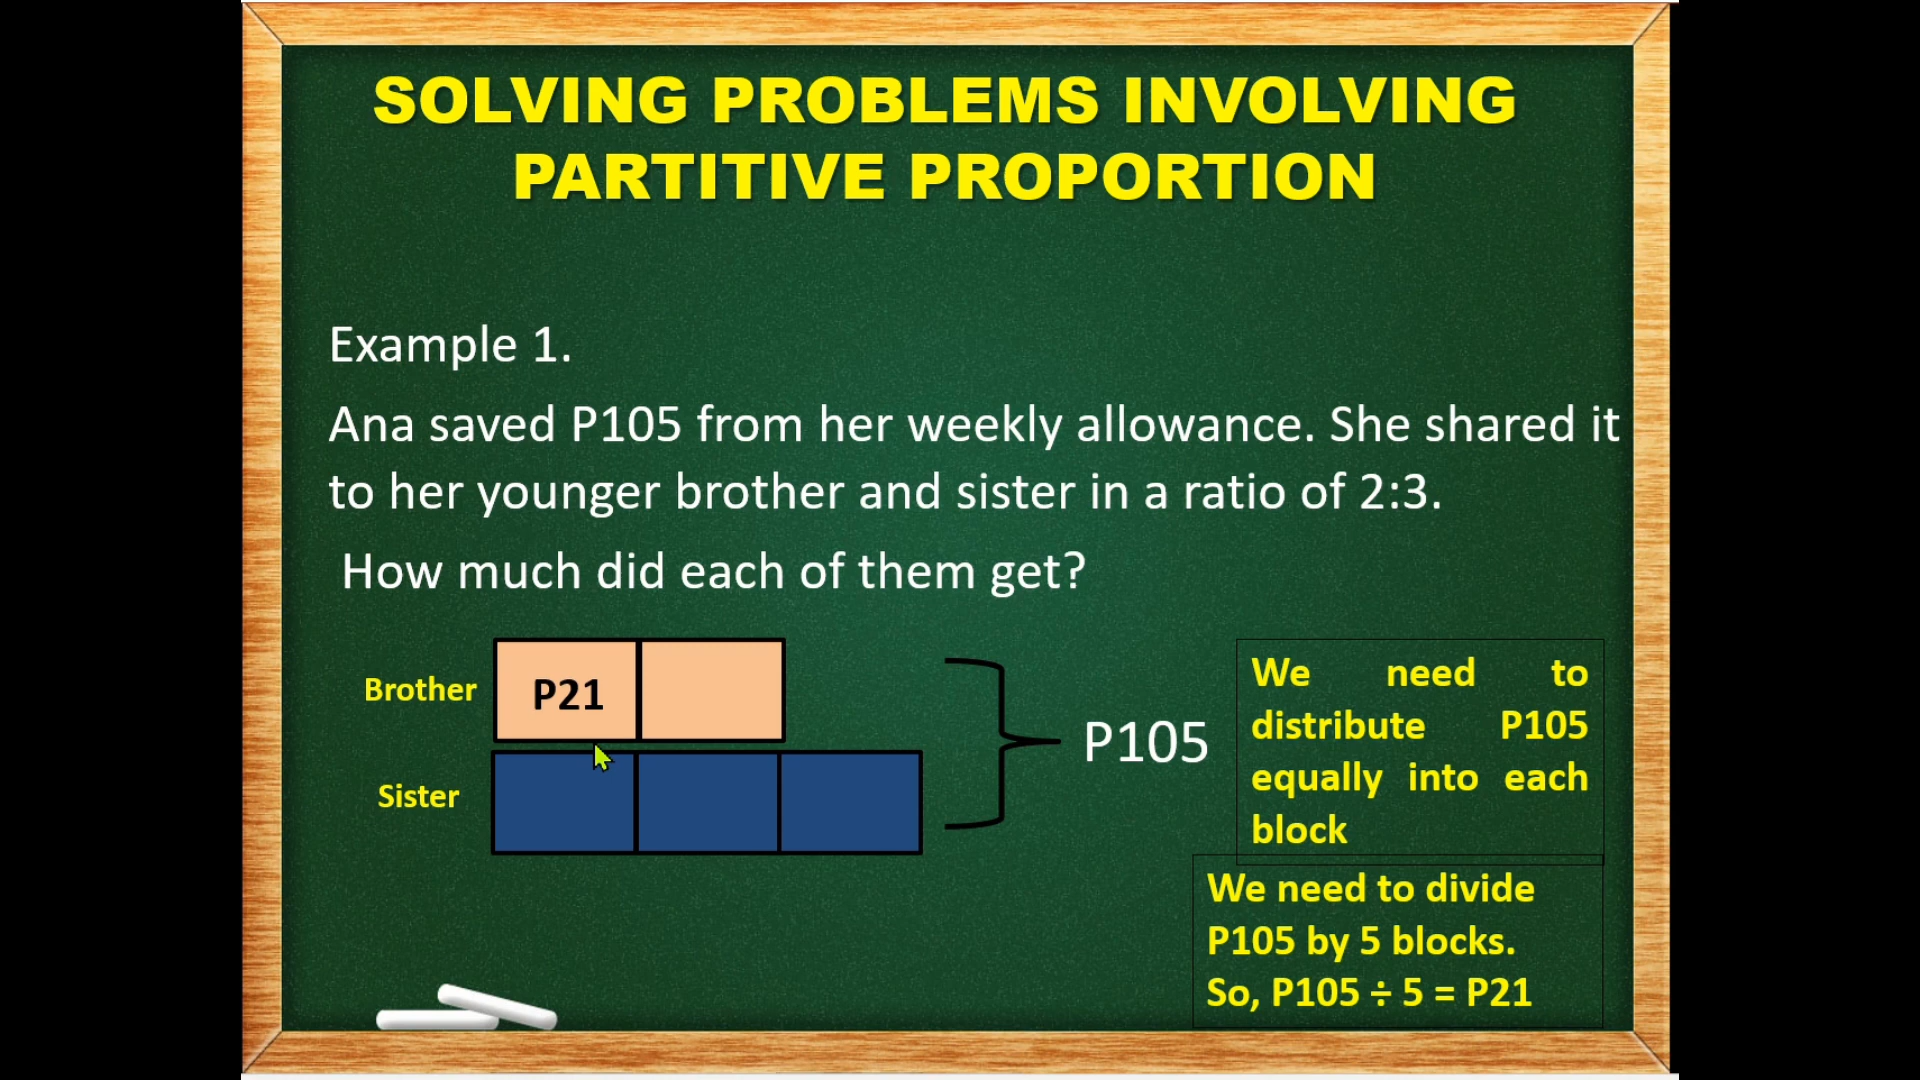 SOLVING PROBLEMS INVOLVING
PARTITIVE PROPORTION
Example 1.
Ana saved P105 from her weekly allowance. She shared it
to her younger brother and sister in a ratio of 2:3.
How much did each of them get?
Brother
P21
Sister
P105
We need to
distribute P105
equally into each
block
We need to divide
P105 by 5 blocks.
So, P105 ÷ 5 = P21